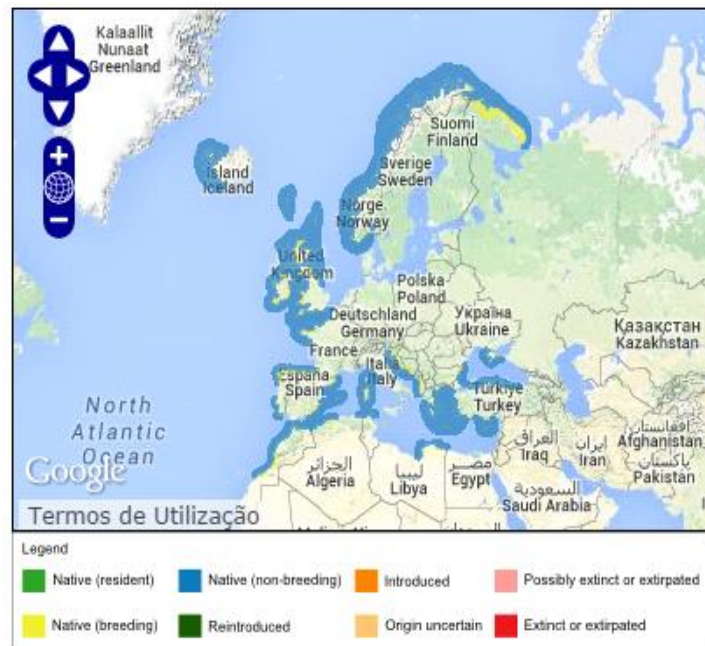 Kalaallit
Nunaat
Greenland
Suomi
Finland
Ísland
Iceland
Sverige
Sweden
Norge
Norway
United
Kingdom
Polska
Poland
Deutschland
Germany
Україна
Ukraine
Қазақстан
Kazakhstan
France
Italia
Italy
España
Spain
Türkiye
Turkey
North
Atlantic
Ocean
العراق
Iraq
ایران
Iran
افغانستان
Afghanistan
پاکستان
Pakistan
الجزائر
Algeria
ليبيا
Libya
مصر
Egypt
السعودية
Saudi Arabia
Google
Termos de Utilização
Legend
Native (resident)
Native (non-breeding)
Introduced
Possibly extinct or extirpated
Native (breeding)
Reintroduced
Origin uncertain
Extinct or extirpated